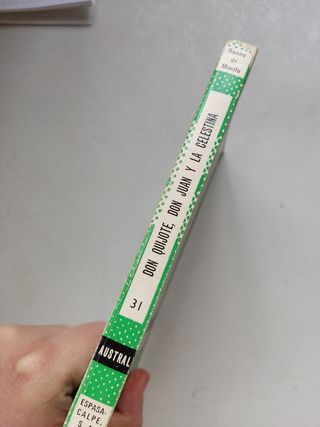 Ramiro
de
Maeztu
DON QUIJOTE, DON JUAN Y LA CELESTINA
31
AUSTRAL
ESPASA-
CALPE,
S. A.